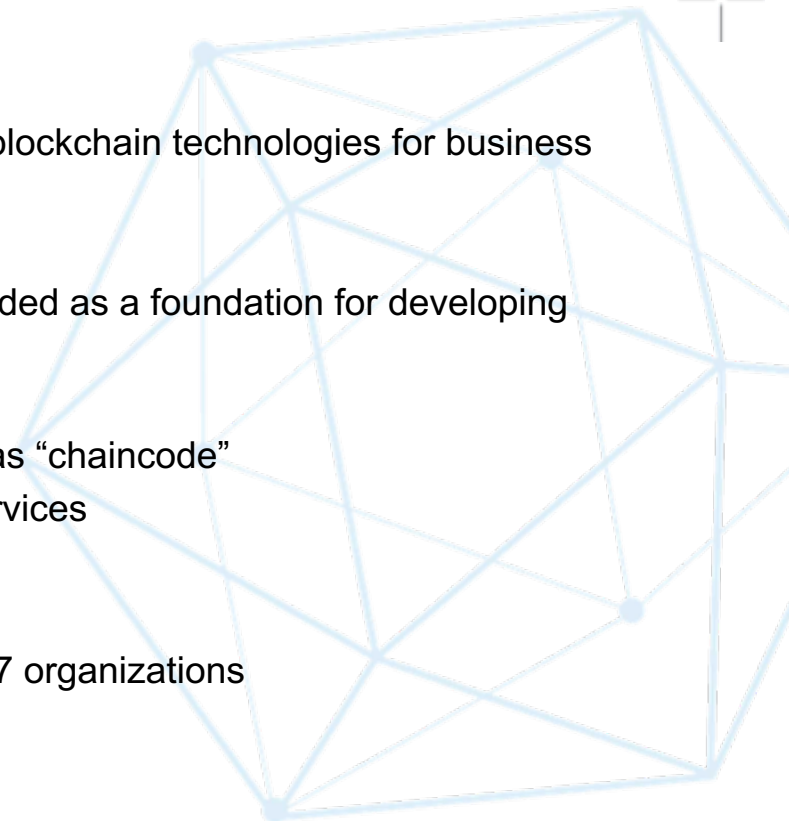 blockchain technologies for business
ded as a foundation for developing
as “chaincode”
rvices
7 organizations